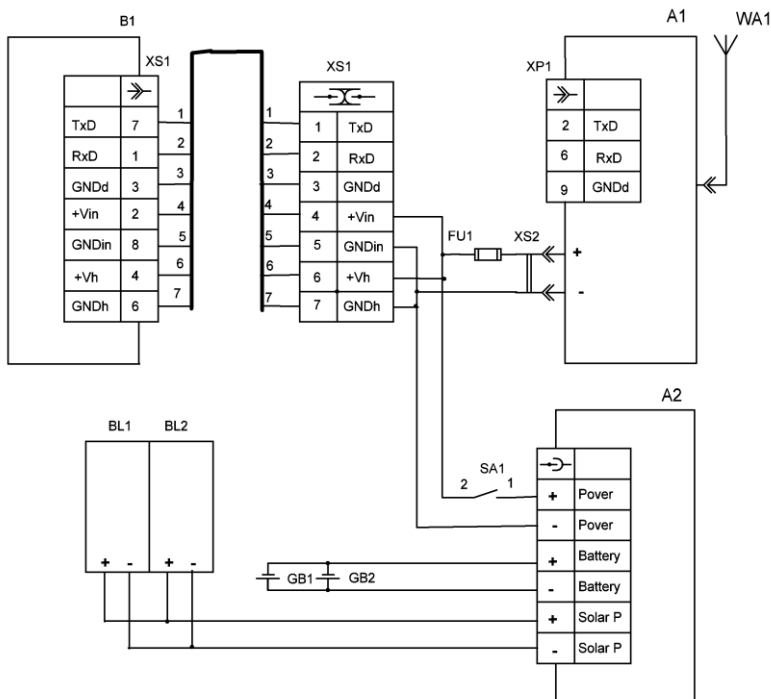 B1
A1
WA1
XS1
XS1
XP1
TxD 7 1
RxD 1 2
GNDd 3 3
+Vin 2 4
GNDin 8 5
+Vh 4 6
GNDh 6 7
1 1 TxD
2 2 RxD
3 3 GNDd
4 4 +Vin
5 5 GNDin
6 6 +Vh
7 7 GNDh
2 TxD
6 RxD
9 GNDd
FU1
XS2
+
-
A2
BL1
BL2
+ - + -
SA1
2 1
+ Pover
- Pover
+ Battery
- Battery
+ Solar P
- Solar P
GB1
GB2